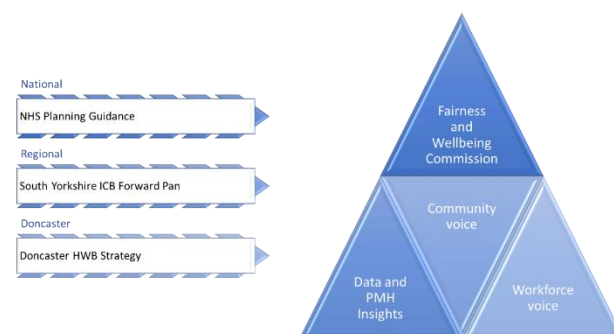 National
NHS Planning Guidance
Regional
South Yorkshire ICB Forward Pan
Doncaster
Doncaster HWB Strategy
Fairness
and
Wellbeing
Commission
Community
voice
Data and
PMH
Insights
Workforce
voice